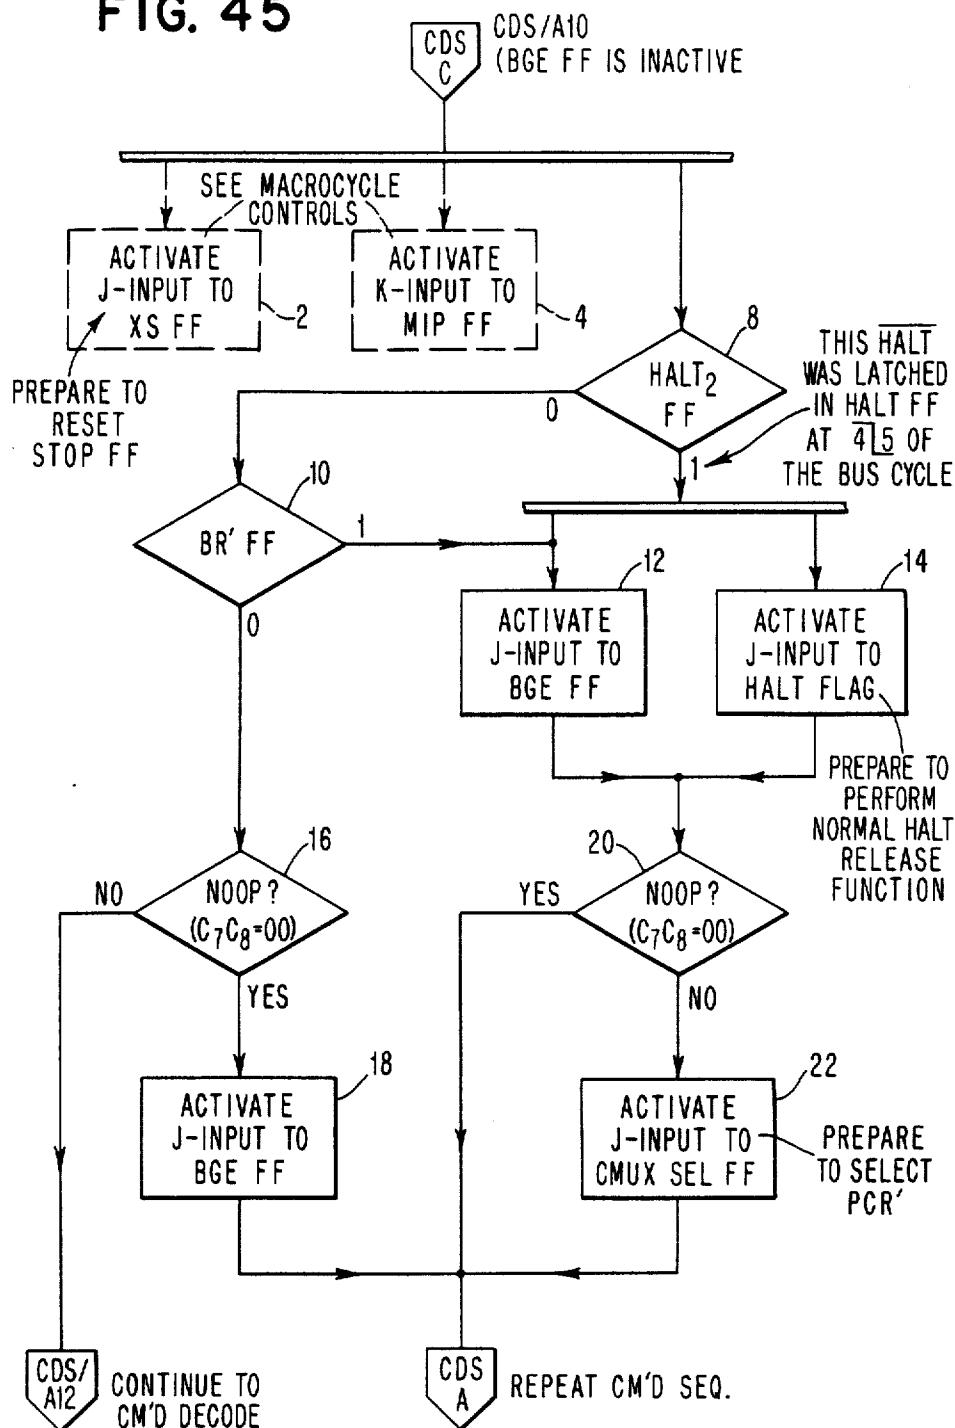 FIG. 45
CDS
C
CDS/A10
(BGE FF IS INACTIVE
SEE MACROCYCLE
CONTROLS
ACTIVATE
J-INPUT TO
XS FF
2
ACTIVATE
K-INPUT TO
MIP FF
4
PREPARE TO
RESET
STOP FF
8
HALT2
FF
0
1
THIS HALT
WAS LATCHED
IN HALT FF
AT 4 5 OF
THE BUS CYCLE
10
BR' FF
1
0
12
ACTIVATE
J-INPUT TO
BGE FF
14
ACTIVATE
J-INPUT TO
HALT FLAG
PREPARE TO
PERFORM
NORMAL HALT
RELEASE
FUNCTION
16
NO
NOOP?
(C7C8=00)
YES
20
YES
NOOP?
(C7C8=00)
NO
18
ACTIVATE
J-INPUT TO
BGE FF
22
ACTIVATE
J-INPUT TO
CMUX SEL FF
PREPARE
TO SELECT
PCR'
CDS/
A12
CONTINUE TO
CM'D DECODE
CDS
A
REPEAT CM'D SEQ.